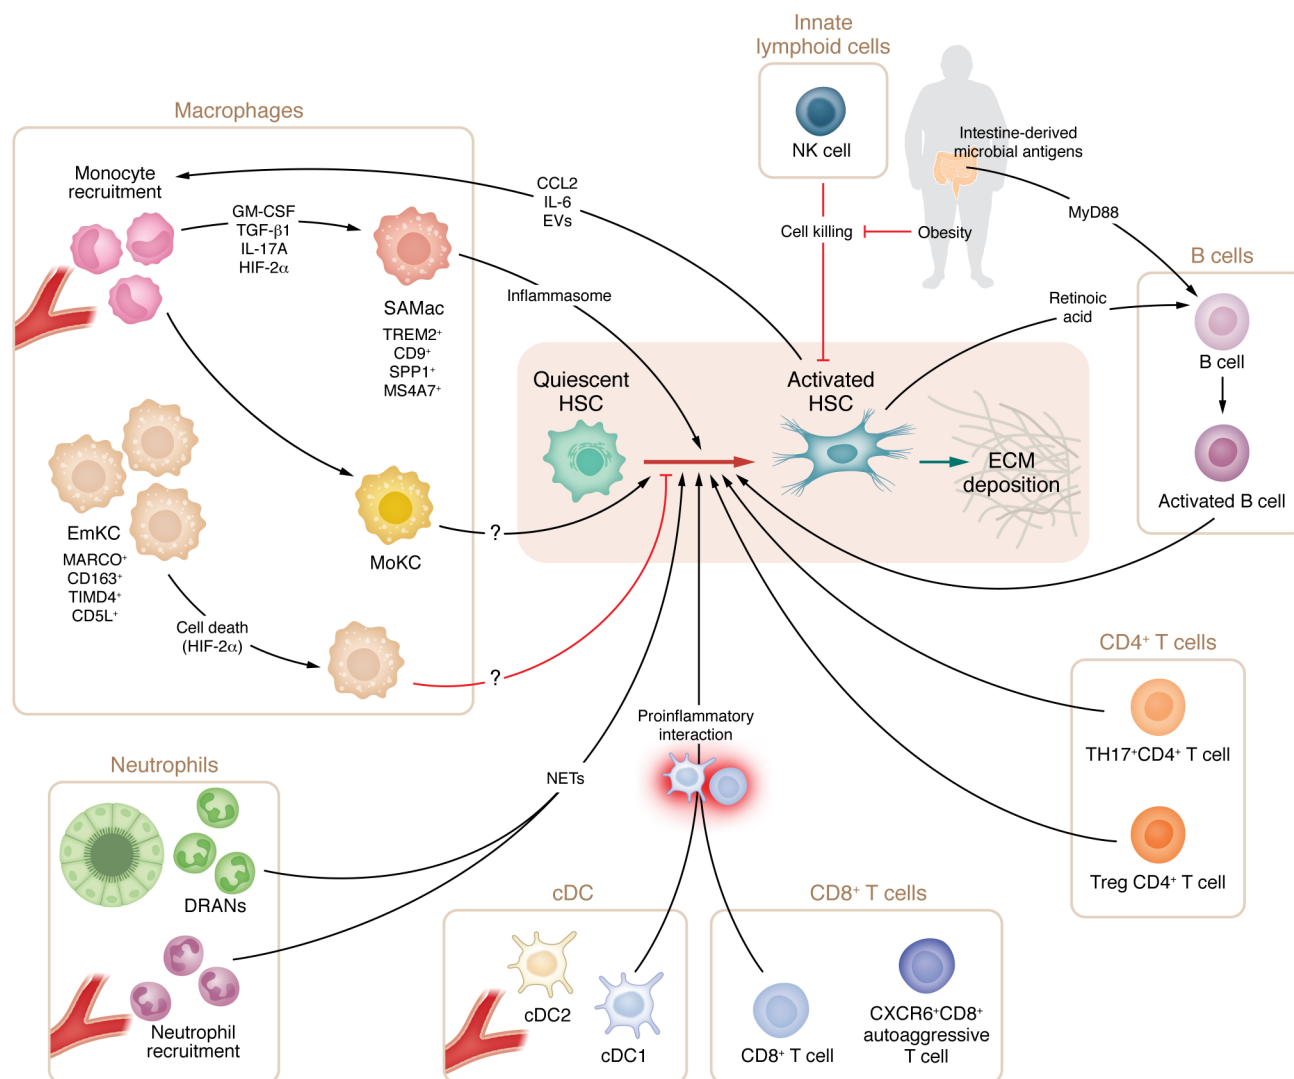 Innate
lymphoid cells
NK cell
Cell killing
Obesity
Intestine-derived
microbial antigens
MyD88
Macrophages
Monocyte
recruitment
GM-CSF
TGF-β1
IL-17A
HIF-2α
CCL2
IL-6
EVs
SAMac
TREM2⁺
CD9⁺
SPP1⁺
MS4A7⁺
Inflammasome
EmKC
MARCO⁺
CD163⁺
TIMD4⁺
CD5L⁺
MoKC
?
Cell death
(HIF-2α)
?
Quiescent
HSC
Activated
HSC
ECM
deposition
Retinoic
acid
B cells
B cell
Activated B cell
CD4⁺ T cells
TH17⁺CD4⁺ T cell
Treg CD4⁺ T cell
Neutrophils
DRANs
Neutrophil
recruitment
NETs
Proinflammatory
interaction
cDC
cDC2
cDC1
CD8⁺ T cells
CD8⁺ T cell
CXCR6⁺CD8⁺
autoaggressive
T cell